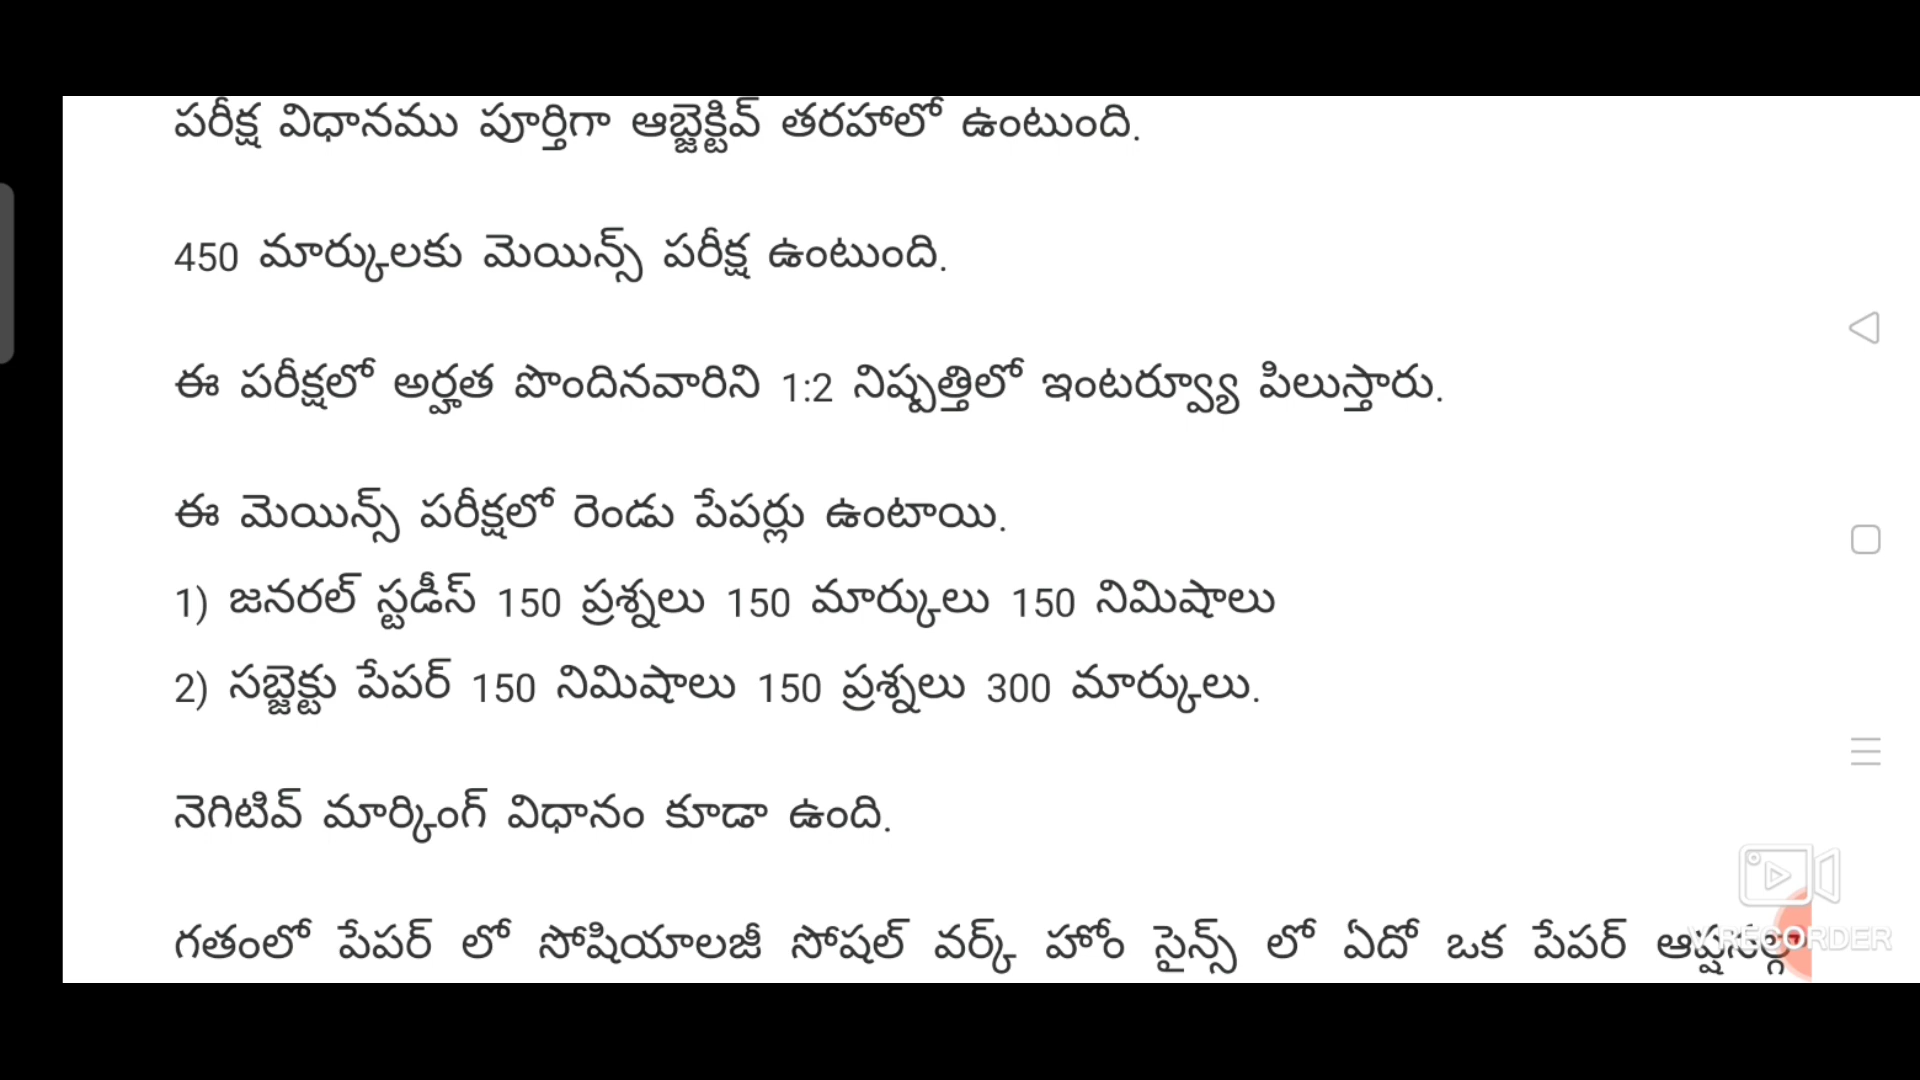 పరీక్ష విధానము పూర్తిగా ఆబ్జెక్టివ్ తరహాలో ఉంటుంది.
450 మార్కులకు మెయిన్స్ పరీక్ష ఉంటుంది.
ఈ పరీక్షలో అర్హత పొందినవారిని 1:2 నిష్పత్తిలో ఇంటర్వ్యూ పిలుస్తారు.
ఈ మెయిన్స్ పరీక్షలో రెండు పేపర్లు ఉంటాయి.
1) జనరల్ స్టడీస్ 150 ప్రశ్నలు 150 మార్కులు 150 నిమిషాలు
2) సబ్జెక్టు పేపర్ 150 నిమిషాలు 150 ప్రశ్నలు 300 మార్కులు.
నెగిటివ్ మార్కింగ్ విధానం కూడా ఉంది.
గతంలో పేపర్ లో సోషియాలజీ సోషల్ వర్క్ హోం సైన్స్ లో ఏదో ఒక పేపర్